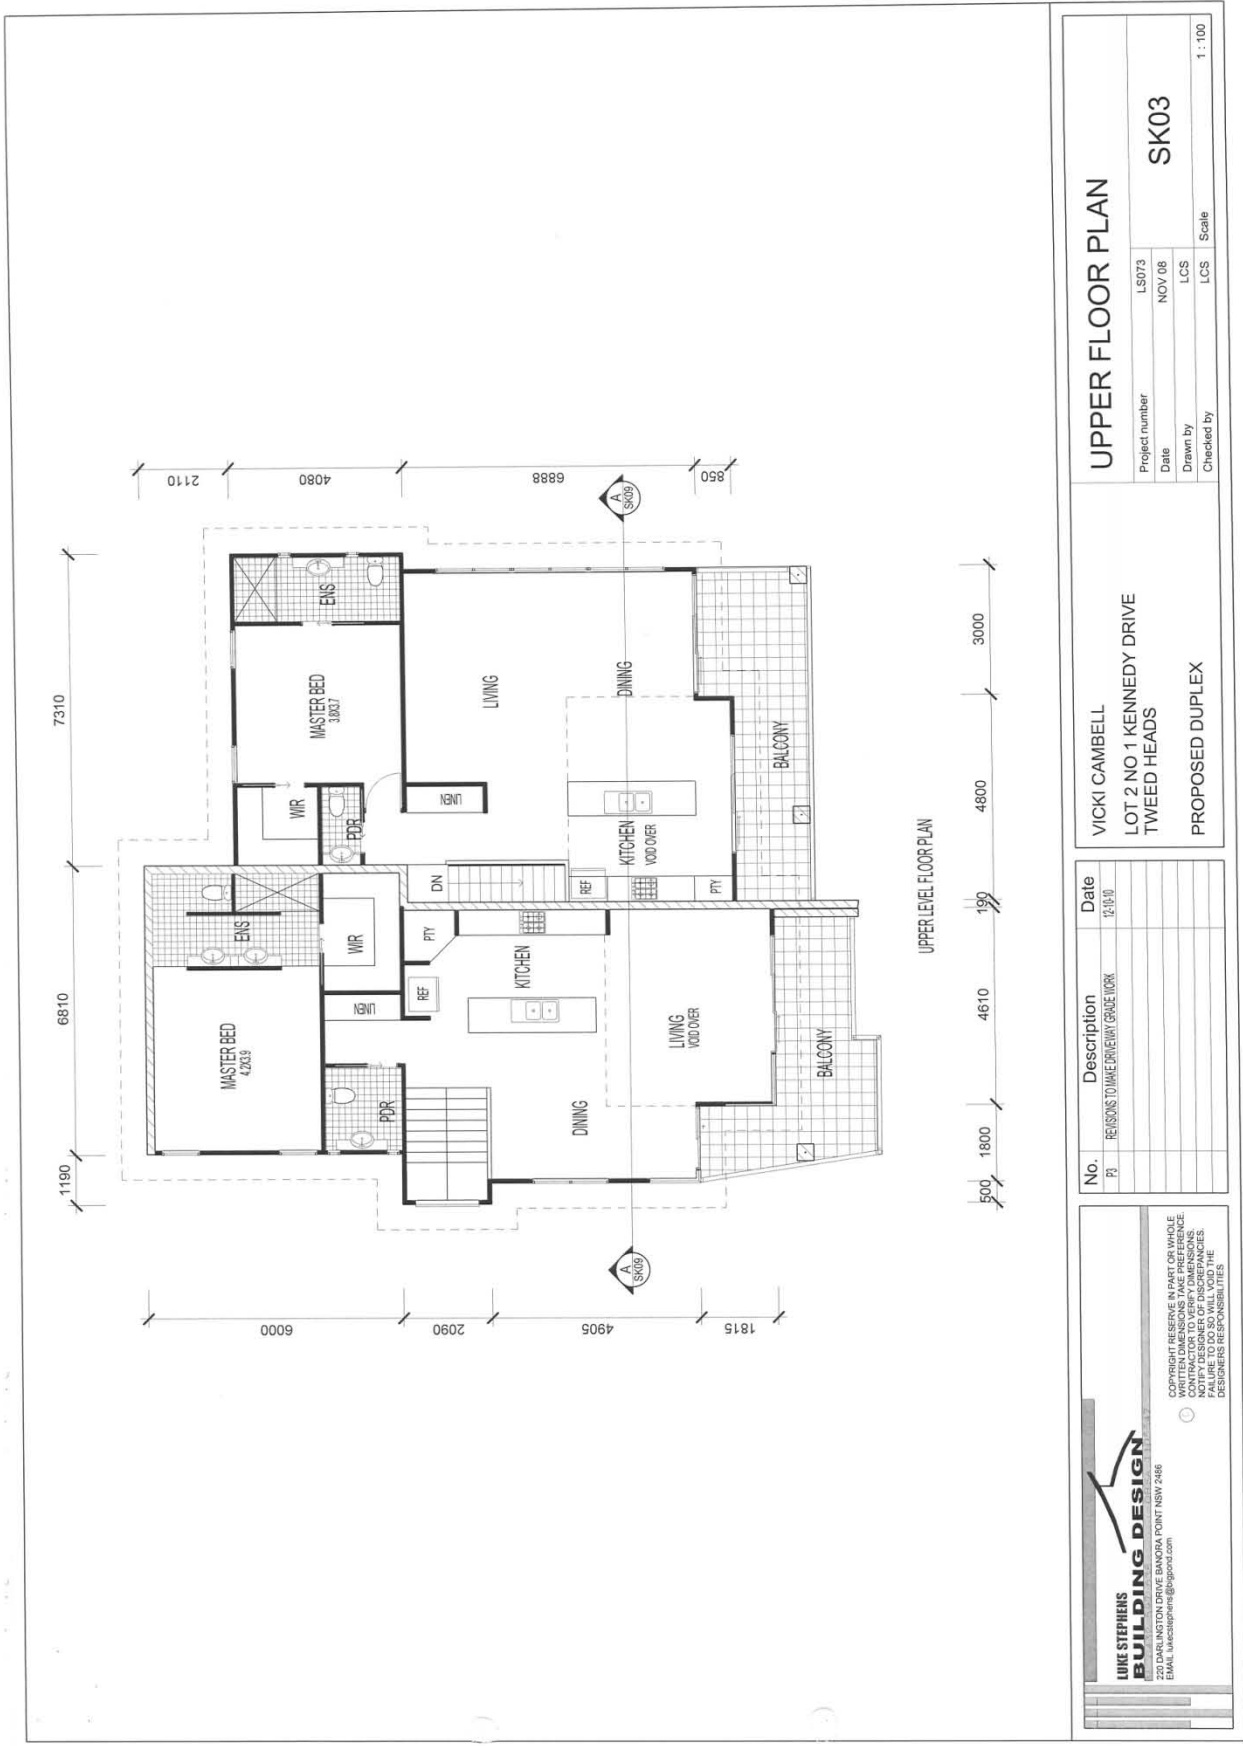 7310
6810
1190
2110
4080
6888
850
6000
2090
4905
1815
3000
4800
190
4610
1800
500
MASTER BED
4.2X3.9
ENS
WIR
LINEN
PDR
PTY
REF
KITCHEN
DINING
LIVING
VOID OVER
BALCONY
WIR
PDR
MASTER BED
3.8X3.7
ENS
LINEN
DN
REF
PTY
KITCHEN
VOID OVER
LIVING
DINING
BALCONY
A
SK09
A
SK09
UPPER LEVEL FLOOR PLAN
LUKE STEPHENS
BUILDING DESIGN
220 DARLINGTON DRIVE BANORA POINT NSW 2486
EMAIL lukecstephens@bigpond.com
COPYRIGHT RESERVE IN PART OR WHOLE
WRITTEN DIMENSIONS TAKE PREFERENCE.
CONTRACTOR TO VERIFY DIMENSIONS.
NOTIFY DESIGNER OF DISCREPANCIES.
FAILURE TO DO SO WILL VOID THE
DESIGNERS RESPONSIBILITIES
No. Description Date
P3 REVISIONS TO MAKE DRIVEWAY GRADE WORK 12-10-10
VICKI CAMBELL
LOT 2 NO 1 KENNEDY DRIVE
TWEED HEADS
PROPOSED DUPLEX
UPPER FLOOR PLAN
Project number LS073
Date NOV 08
Drawn by LCS
Checked by LCS
SK03
Scale 1 : 100